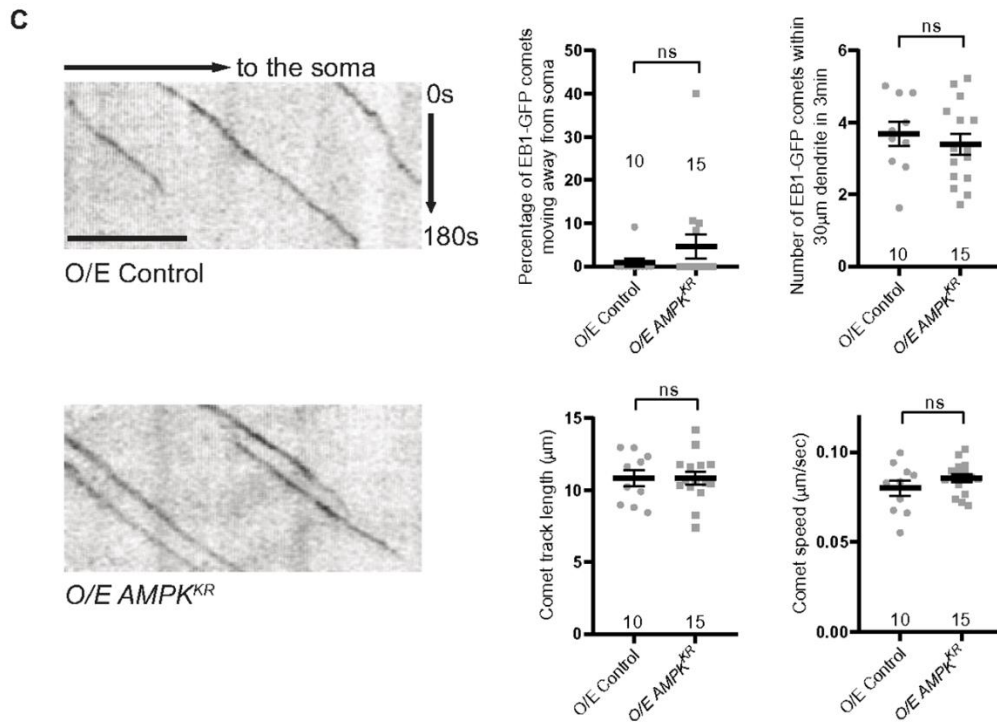 C
to the soma
0s
180s
O/E Control
O/E AMPKᴷᴿ
Percentage of EB1-GFP comets
moving away from soma
50
40
30
20
10
0
ns
10
15
O/E Control
O/E AMPKᴷᴿ
Number of EB1-GFP comets within
30µm dendrite in 3min
6
4
2
0
ns
10
15
O/E Control
O/E AMPKᴷᴿ
Comet track length (µm)
15
10
5
0
ns
10
15
O/E Control
O/E AMPKᴷᴿ
Comet speed (µm/sec)
0.10
0.05
0.00
ns
10
15
O/E Control
O/E AMPKᴷᴿ